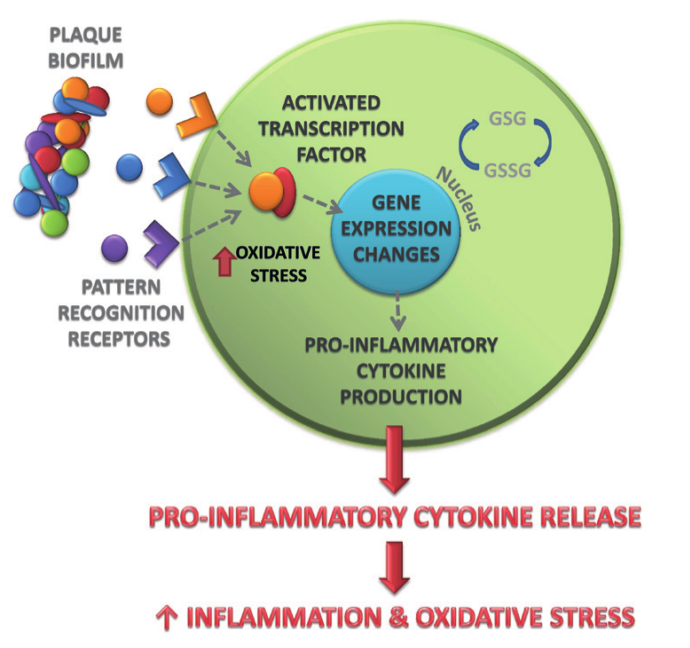 PLAQUE
BIOFILM
ACTIVATED
TRANSCRIPTION
FACTOR
GSG
GSSG
Nucleus
GENE
EXPRESSION
CHANGES
OXIDATIVE
STRESS
PATTERN
RECOGNITION
RECEPTORS
PRO-INFLAMMATORY
CYTOKINE
PRODUCTION
PRO-INFLAMMATORY CYTOKINE RELEASE
↑ INFLAMMATION & OXIDATIVE STRESS